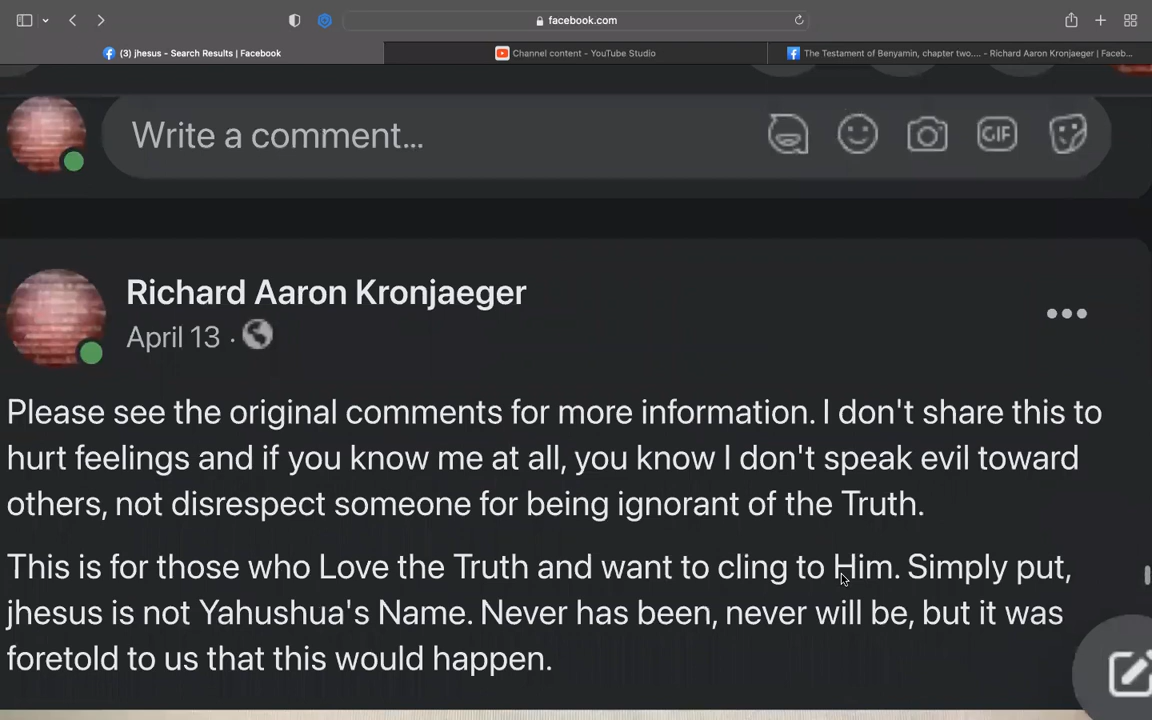 facebook.com
(3) jhesus - Search Results | Facebook
Channel content - YouTube Studio
The Testament of Benyamin, chapter two.... - Richard Aaron Kronjaeger | Faceb...
Write a comment...
GIF
Richard Aaron Kronjaeger
April 13 ·
Please see the original comments for more information. I don't share this to
hurt feelings and if you know me at all, you know I don't speak evil toward
others, not disrespect someone for being ignorant of the Truth.
This is for those who Love the Truth and want to cling to Him. Simply put,
jhesus is not Yahushua's Name. Never has been, never will be, but it was
foretold to us that this would happen.